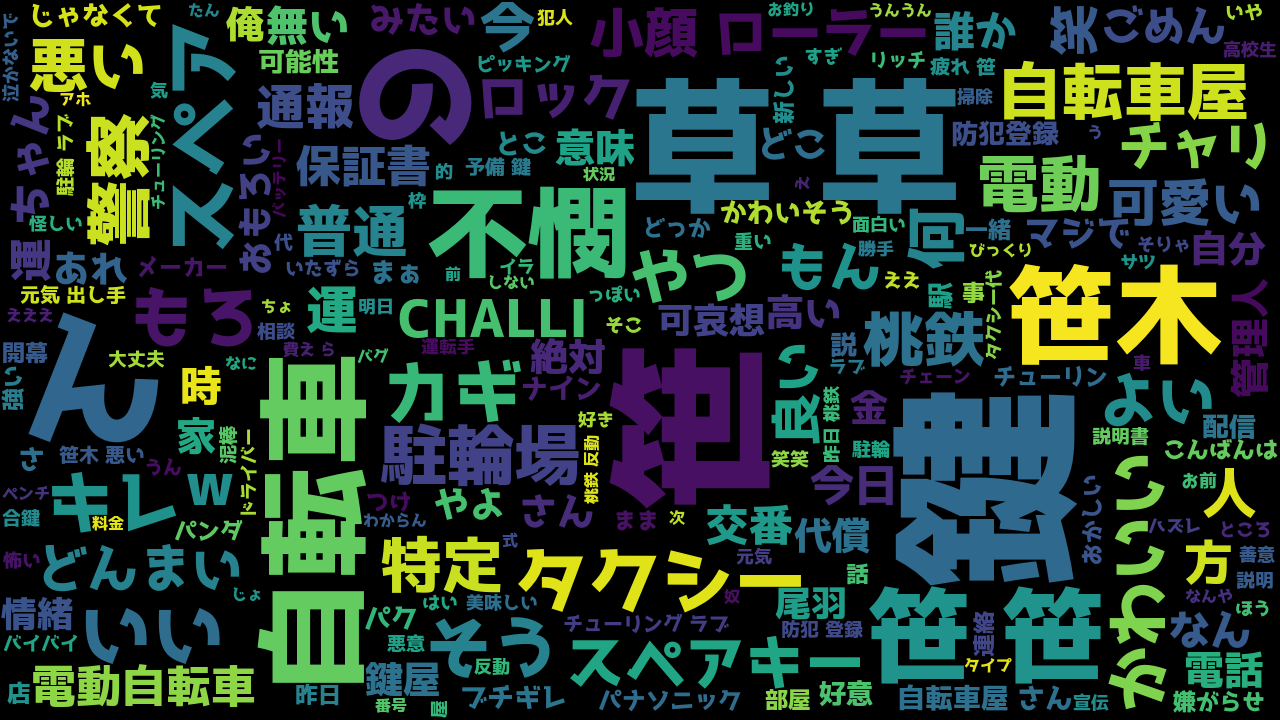 じゃなくて
たん
俺
無い
みたい
今
犯人
小顔 ローラー
お釣り
うんうん
誰か
笑
ごめん
いや
泣かないで
悪い
スペア
可能性
ピッキング
の
ロック
すぎ
リッチ
疲れ 笹
高校生
アホ
気
通報
新しい
掃除
自転車屋
ちゃん
ラブ
警察
チューリング
おもろい
バッテリー
保証書
とこ
意味
草
草
どこ
防犯登録
う
チャリ
駐輪
的
予備 鍵
状況
え
電動
可愛い
怪しい
枠
普通
不憫
どっか
かわいそう
面白い
何
一緒
マジで
そりゃ
自分
運
あれ
メーカー
代
いたずら
まぁ
前
イラ
しない
やつ
重い
もん
勝手
びっくり
サツ
元気 出し手
ちょ
運
明日
っぽい
ええ
駅
事
タクシー代
笹木
管理人
えええ
もろ
相談
CHALLI
そこ
可哀想
高い
説
桃鉄
開幕
ん
大丈夫
なに
費え ら
バグ
運転手
絶対
笹
良い
ラブ
チェーン
チューリン
車
強い
時
自転車
カギ
ナイン
昨日 桃鉄
金
鍵
よい
さ
笹木 悪い
家
泥棒
ドライバー
駐輪場
好き
桃鉄 反動
笑笑
駐輪
説明書
配信
こんばんは
うん
ペンチ
キレ
w
つけ
やよ
さん
まま
次
今日
おかしい
かわいい
お前
人
合鍵
料金
パング
わからん
式
交番
代償
ハズレ
ところ
怖い
どんまい
特定
タクシー
元気
話
方
善意
説明
じょ
奴
尾羽
笹
笹
なんや
ほう
情緒
いい
パク
はい
美味しい
チューリング ラブ
防犯 登録
連絡
なん
バイバイ
悪意
そう
反動
スペアキー
タイプ
電話
店
電動自転車
昨日
鍵屋
番号
屋
ブチギレ
パナソニック
部屋
好意
自転車屋 さん
宣伝
嫌がらせ